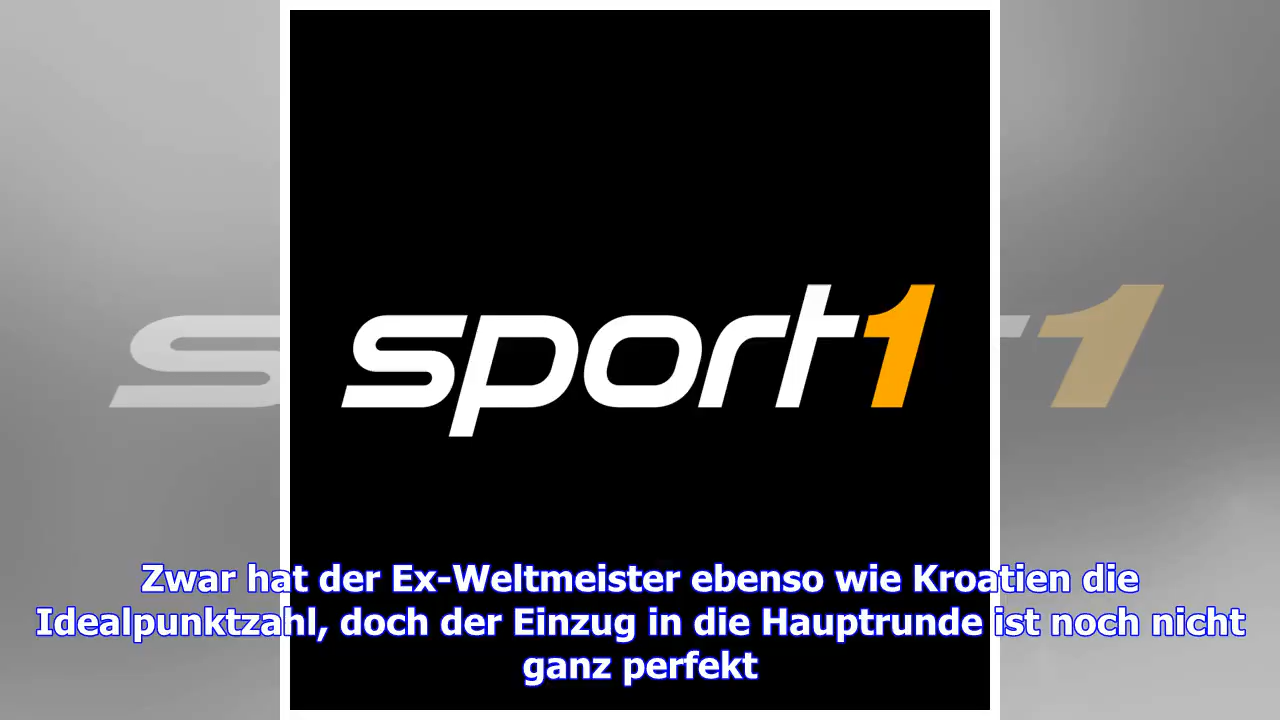 sport1
Zwar hat der Ex-Weltmeister ebenso wie Kroatien die
Idealpunktzahl, doch der Einzug in die Hauptrunde ist noch nicht
ganz perfekt